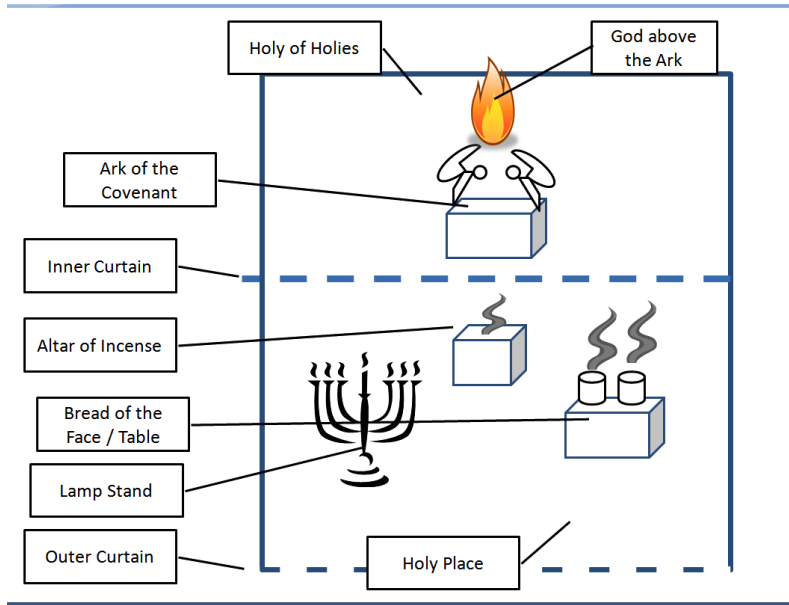 Holy of Holies
God above
the Ark
Ark of the
Covenant
Inner Curtain
Altar of Incense
Bread of the
Face / Table
Lamp Stand
Outer Curtain
Holy Place